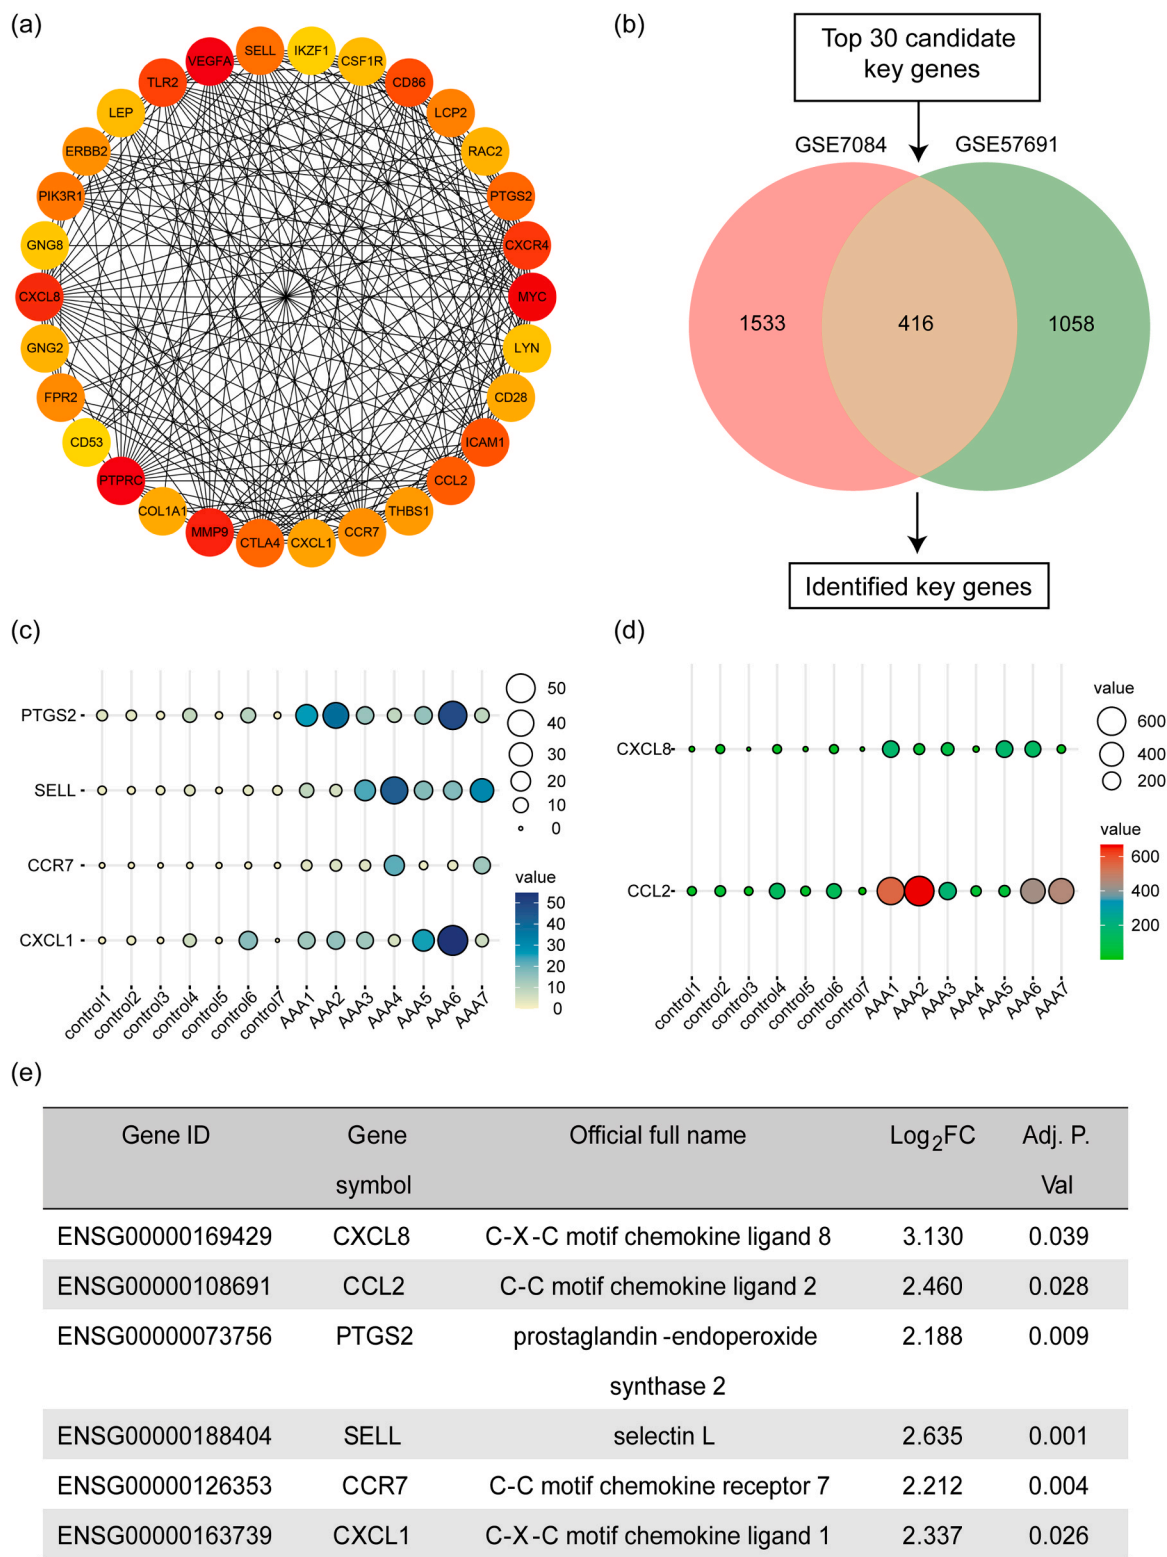 (a)
VEGFA
SELL
IKZF1
CSF1R
CD86
LCP2
RAC2
PTGS2
CXCR4
MYC
LYN
CD28
ICAM1
CCL2
THBS1
CCR7
CXCL1
CTLA4
MMP9
COL1A1
PTPRC
CD53
FPR2
GNG2
CXCL8
GNG8
PIK3R1
ERBB2
LEP
TLR2
(b)
Top 30 candidate
key genes
GSE7084
GSE57691
1533
416
1058
Identified key genes
(c)
PTGS2
SELL
CCR7
CXCL1
control1
control2
control3
control4
control5
control6
control7
AAA1
AAA2
AAA3
AAA4
AAA5
AAA6
AAA7
50
40
30
20
10
0
value
50
40
30
20
10
0
(d)
CXCL8
CCL2
control1
control2
control3
control4
control5
control6
control7
AAA1
AAA2
AAA3
AAA4
AAA5
AAA6
AAA7
value
600
400
200
value
600
400
200
(e)
Gene ID Gene Official full name Log2FC Adj. P.
symbol Val
ENSG00000169429 CXCL8 C-X-C motif chemokine ligand 8 3.130 0.039
ENSG00000108691 CCL2 C-C motif chemokine ligand 2 2.460 0.028
ENSG00000073756 PTGS2 prostaglandin -endoperoxide 2.188 0.009
synthase 2
ENSG00000188404 SELL selectin L 2.635 0.001
ENSG00000126353 CCR7 C-C motif chemokine receptor 7 2.212 0.004
ENSG00000163739 CXCL1 C-X-C motif chemokine ligand 1 2.337 0.026